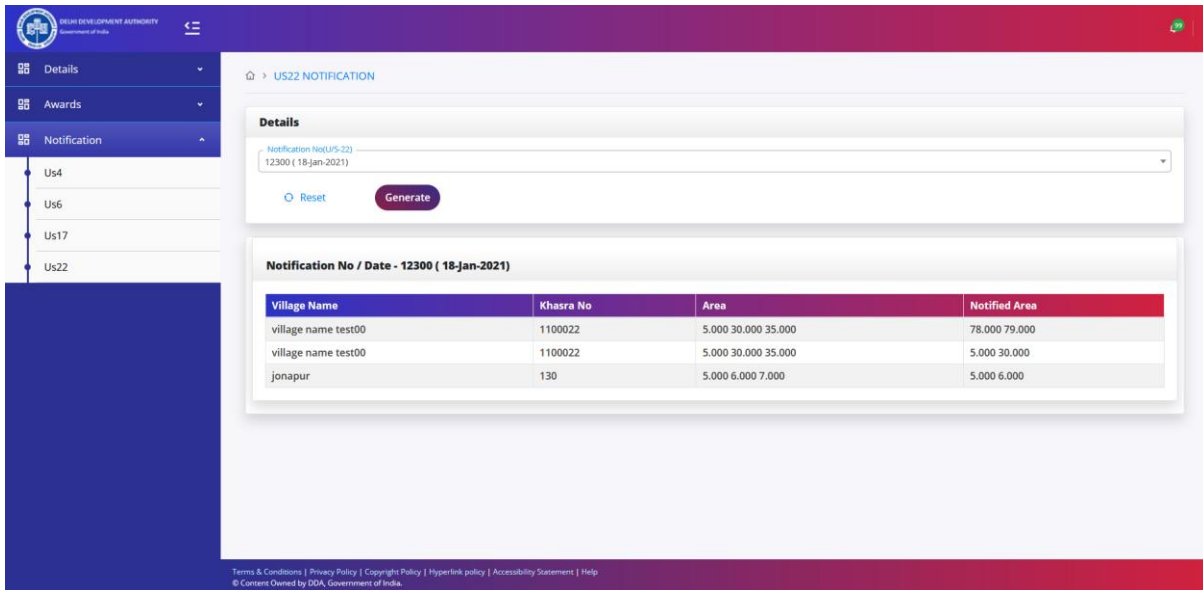 DELHI DEVELOPMENT AUTHORITY
Government of India
99
Details
Awards
Notification
Us4
Us6
Us17
Us22
US22 NOTIFICATION
Details
Notification No(U/S-22)
12300 ( 18-Jan-2021)
Reset Generate
Notification No / Date - 12300 ( 18-Jan-2021)
Village Name Khasra No Area Notified Area
village name test00 1100022 5.000 30.000 35.000 78.000 79.000
village name test00 1100022 5.000 30.000 35.000 5.000 30.000
jonapur 130 5.000 6.000 7.000 5.000 6.000
Terms & Conditions | Privacy Policy | Copyright Policy | Hyperlink policy | Accessibility Statement | Help
© Content Owned by DDA, Government of India.